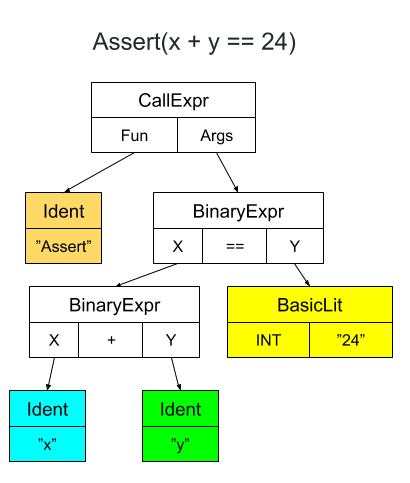 Assert(x + y == 24)
CallExpr
Fun Args
Ident BinaryExpr
”Assert” X == Y
BinaryExpr BasicLit
X + Y INT ”24”
Ident Ident
”x” ”y”